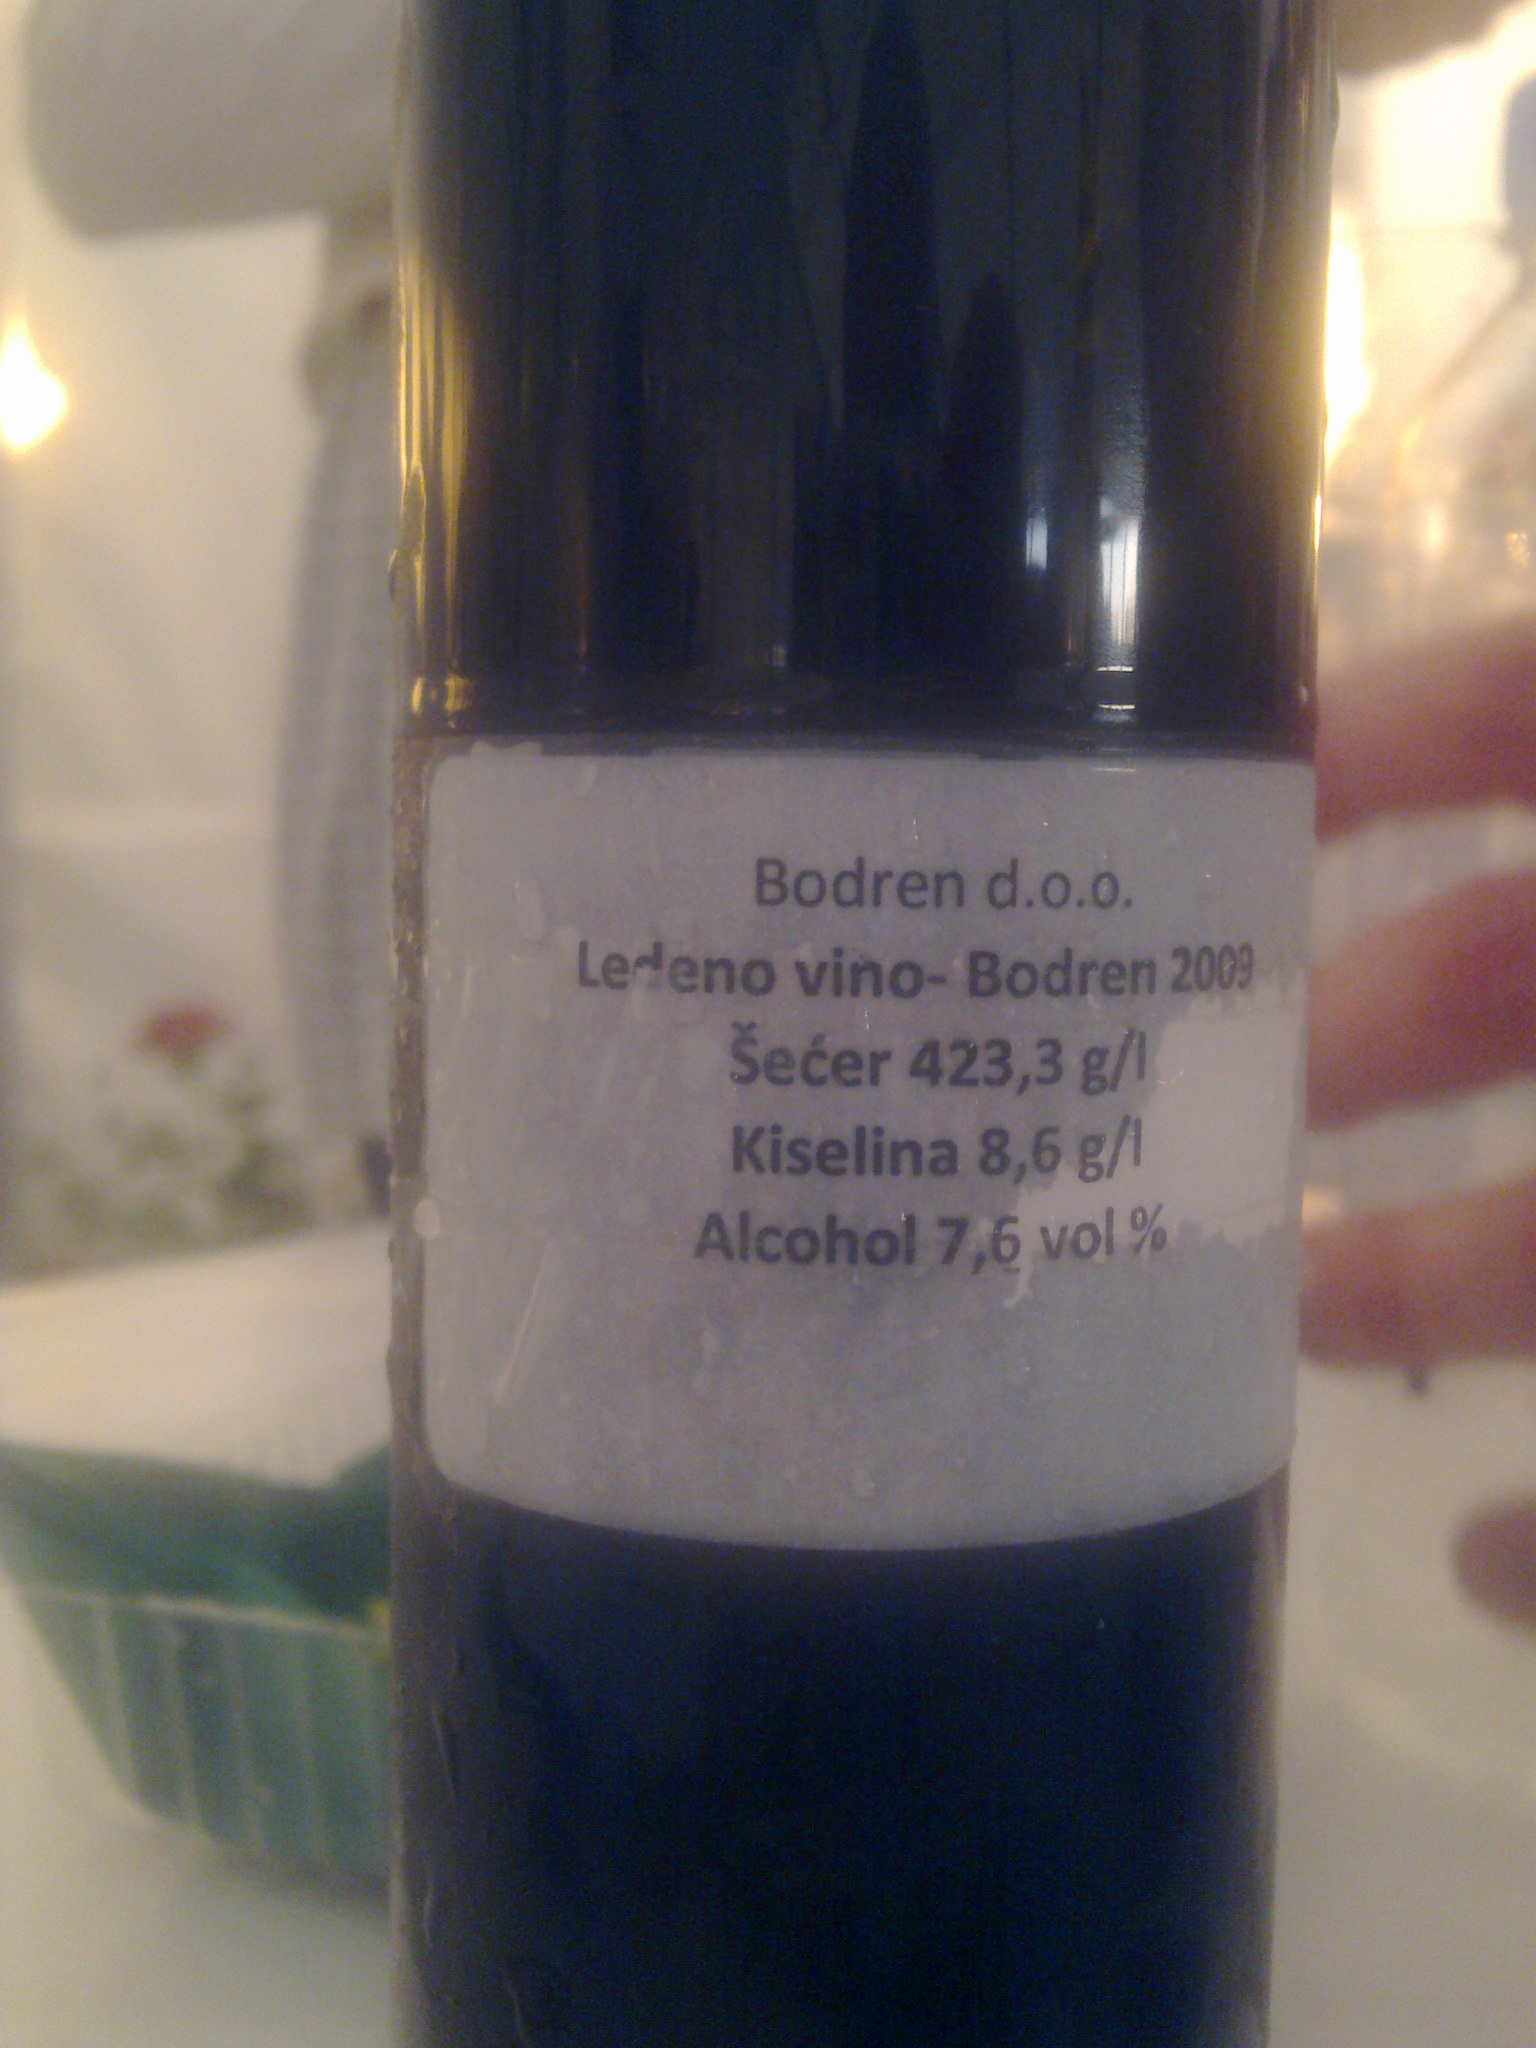 Bodren d.o.o.
Ledeno vino- Bodren 2009
Šećer 423,3 g/l
Kiselina 8,6 g/l
Alcohol 7,6 vol %